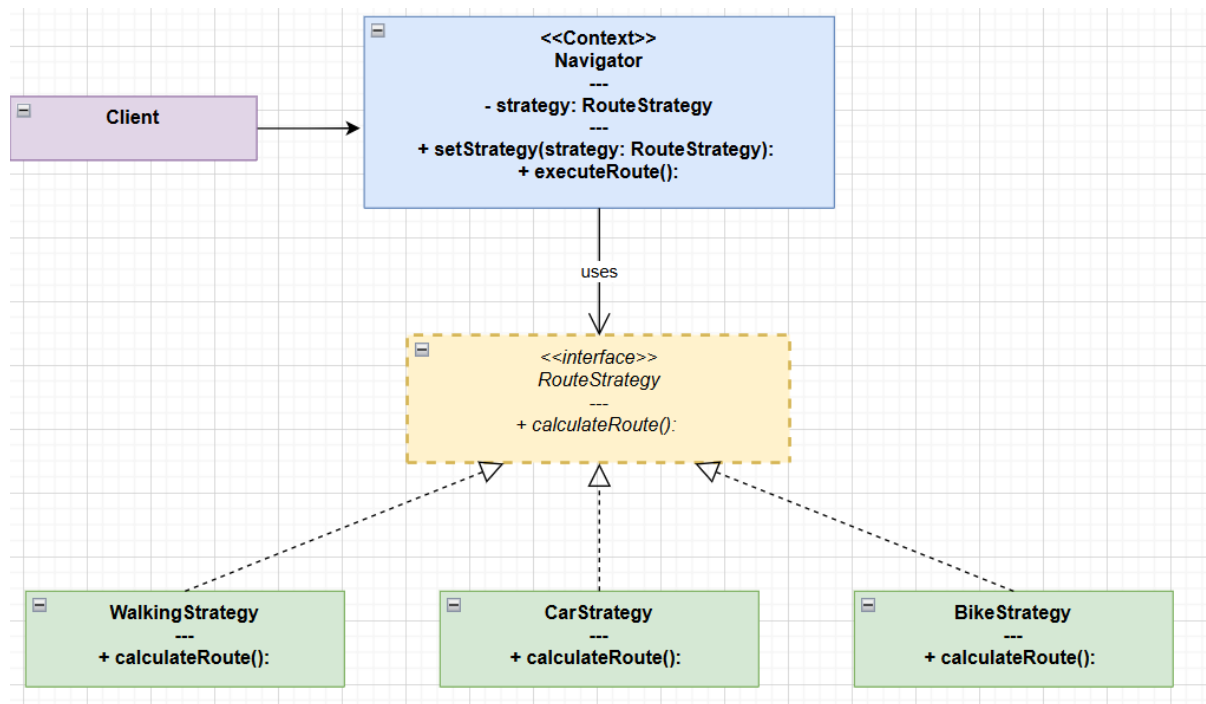 <<Context>>
Navigator
---
- strategy: RouteStrategy
---
+ setStrategy(strategy: RouteStrategy):
+ executeRoute():
Client
uses
<<interface>>
RouteStrategy
---
+ calculateRoute():
WalkingStrategy
---
+ calculateRoute():
CarStrategy
---
+ calculateRoute():
BikeStrategy
---
+ calculateRoute():